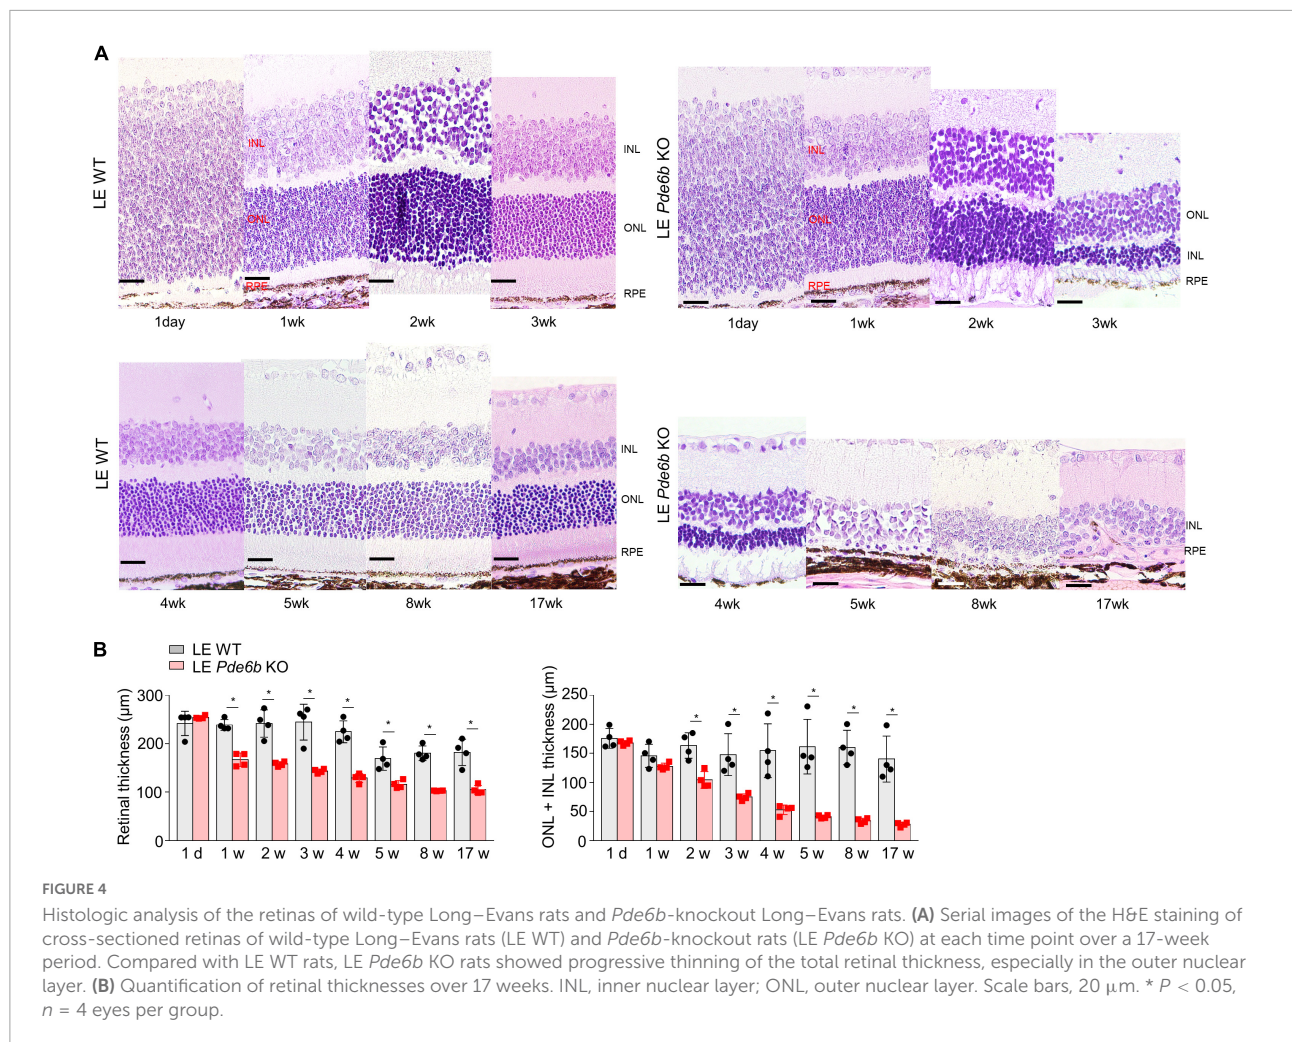 A
LE WT
INL
ONL
RPE
INL
ONL
RPE
1day
1wk
2wk
3wk
LE Pde6b KO
INL
ONL
RPE
ONL
INL
RPE
1day
1wk
2wk
3wk
LE WT
INL
ONL
RPE
4wk
5wk
8wk
17wk
LE Pde6b KO
INL
RPE
4wk
5wk
8wk
17wk
B
LE WT
LE Pde6b KO
Retinal thickness (μm)
300
200
100
0
* * * * * * *
1 d 1 w 2 w 3 w 4 w 5 w 8 w 17 w
ONL + INL thickness (μm)
250
200
150
100
50
0
* * * * * *
1 d 1 w 2 w 3 w 4 w 5 w 8 w 17 w
FIGURE 4
Histologic analysis of the retinas of wild-type Long–Evans rats and Pde6b-knockout Long–Evans rats. (A) Serial images of the H&E staining of
cross-sectioned retinas of wild-type Long–Evans rats (LE WT) and Pde6b-knockout rats (LE Pde6b KO) at each time point over a 17-week
period. Compared with LE WT rats, LE Pde6b KO rats showed progressive thinning of the total retinal thickness, especially in the outer nuclear
layer. (B) Quantification of retinal thicknesses over 17 weeks. INL, inner nuclear layer; ONL, outer nuclear layer. Scale bars, 20 μm. * P < 0.05,
n = 4 eyes per group.